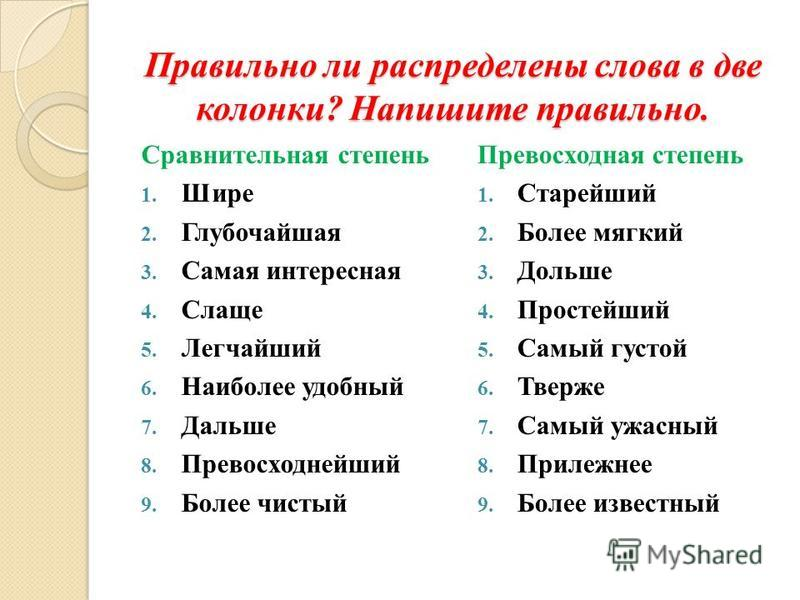 Правильно ли распределены слова в две
колонки? Напишите правильно.
Сравнительная степень
1. Шире
2. Глубочайшая
3. Самая интересная
4. Слаще
5. Легчайший
6. Наиболее удобный
7. Дальше
8. Превосходнейший
9. Более чистый
Превосходная степень
1. Старейший
2. Более мягкий
3. Дольше
4. Простейший
5. Самый густой
6. Тверже
7. Самый ужасный
8. Прилежнее
9. Более известный
MyShared